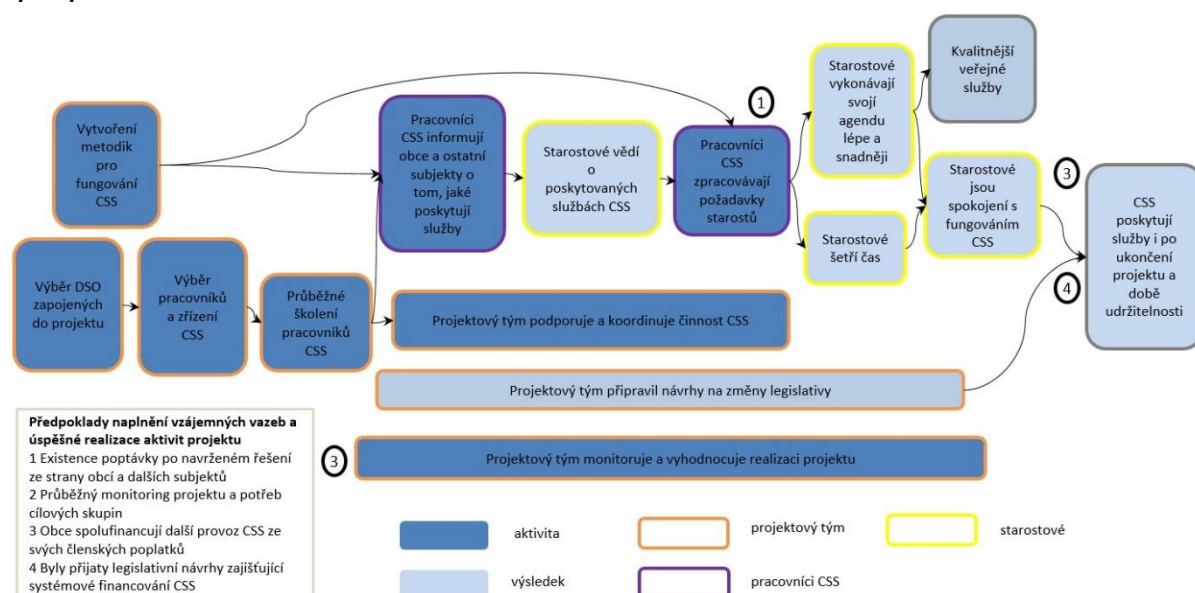 Vytvoření
metodik
pro
fungování
CSS
Výběr DSO
zapojených
do projektu
Výběr
pracovníků
a zřízení
CSS
Průběžné
školení
pracovníků
CSS
Pracovníci
CSS informují
obce a ostatní
subjekty o
tom, jaké
poskytují
služby
Starostové vědí
o
poskytovaných
službách CSS
1
Pracovníci
CSS
zpracovávají
požadavky
starostů
Starostové
vykonávají
svojí
agendu
lépe a
snadněji
Starostové
šetří čas
Kvalitnější
veřejné
služby
Starostové
jsou
spokojení s
fungováním
CSS
3
4
CSS
poskytují
služby i po
ukončení
projektu a
době
udržitelnosti
Projektový tým podporuje a koordinuje činnost CSS
Projektový tým připravil návrhy na změny legislativy
3
Projektový tým monitoruje a vyhodnocuje realizaci projektu
Předpoklady naplnění vzájemných vazeb a
úspěšné realizace aktivit projektu
1 Existence poptávky po navrženém řešení
ze strany obcí a dalších subjektů
2 Průběžný monitoring projektu a potřeb
cílových skupin
3 Obce spolufinancují další provoz CSS ze
svých členských poplatků
4 Byly přijaty legislativní návrhy zajišťující
systémové financování CSS
aktivita
projektový tým
starostové
výsledek
pracovníci CSS